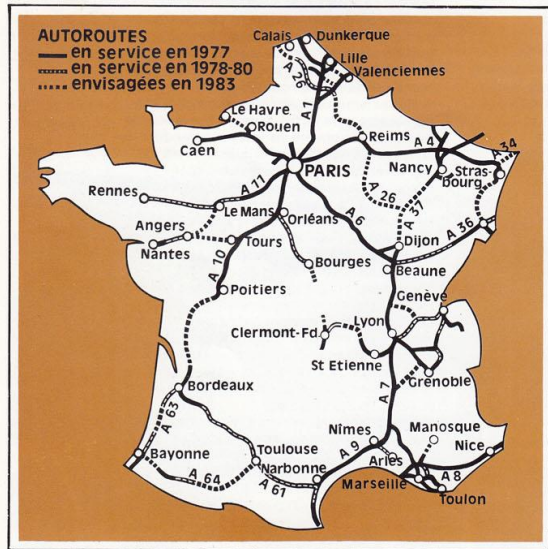 AUTOROUTES
en service en 1977
en service en 1978-80
envisagées en 1983
Calais
Dunkerque
Lille
Valenciennes
A 26
A 1
Le Havre
Rouen
Caen
Reims
A 4
A 34
PARIS
Nancy
Stras-
bourg
Rennes
A 11
Le Mans
Orléans
A 6
A 26
A 37
A 36
Angers
Nantes
Tours
A 10
Bourges
Dijon
Beaune
Poitiers
Genève
Clermont-Fd.
Lyon
St Etienne
Grenoble
A 7
Bordeaux
A 63
Bayonne
A 64
Toulouse
A 61
Narbonne
Nîmes
A 9
Arles
Manosque
Nice
Marseille
A 8
Toulon